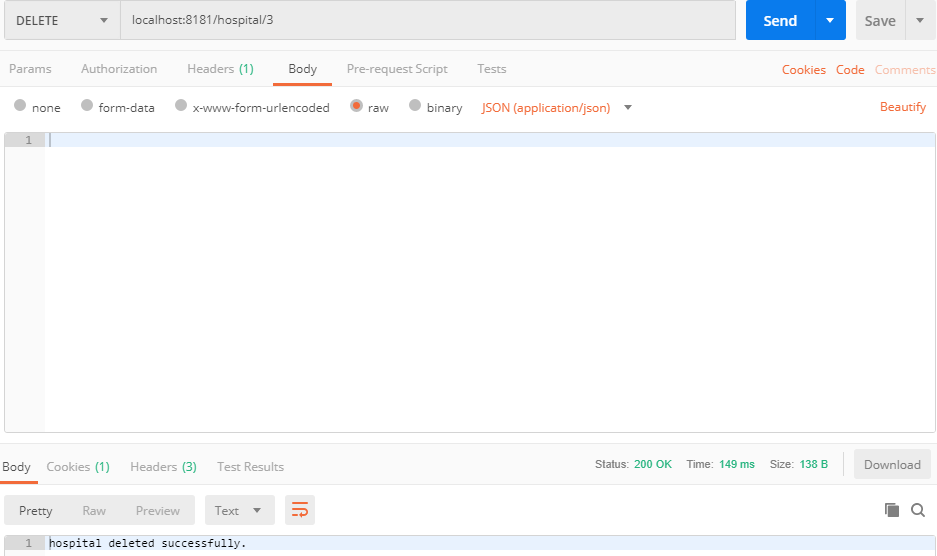 DELETE localhost:8181/hospital/3 Send Save
Params Authorization Headers (1) Body Pre-request Script Tests Cookies Code Comments
none form-data x-www-form-urlencoded raw binary JSON (application/json) Beautify
1
Body Cookies (1) Headers (3) Test Results Status: 200 OK Time: 149 ms Size: 138 B Download
Pretty Raw Preview Text
1 hospital deleted successfully.